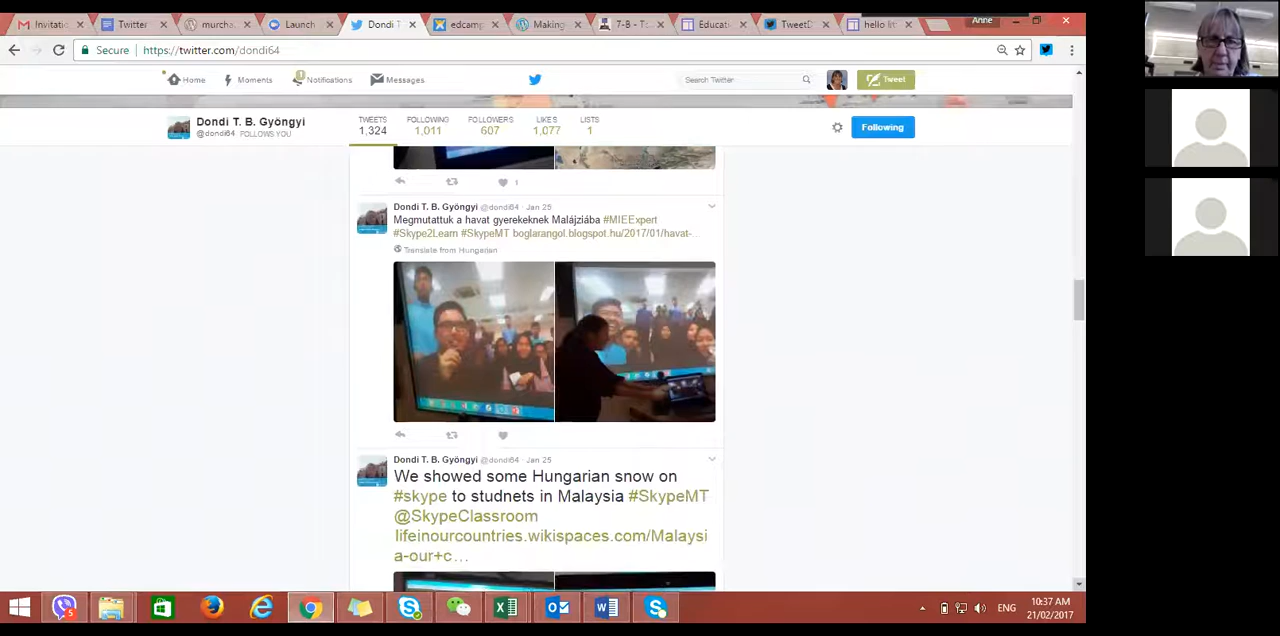 Invitatio
Twitter
murcha
Launch
Dondi T
edcamp
Making
7-B - T
Educati
TweetD
hello lit
Anne
Secure
https://twitter.com/dondi64
Home
Moments
1
Notifications
Messages
Search Twitter
Tweet
Dondi T. B. Gyöngyi
@dondi64 FOLLOWS YOU
TWEETS
1,324
FOLLOWING
1,011
FOLLOWERS
607
LIKES
1,077
LISTS
1
Following
1
Dondi T. B. Gyöngyi @dondi64 · Jan 25
Megmutattuk a havat gyerekeknek Malájziába #MIEExpert
#Skype2Learn #SkypeMT boglarangol.blogspot.hu/2017/01/havat-...
Translate from Hungarian
Dondi T. B. Gyöngyi @dondi64 · Jan 25
We showed some Hungarian snow on
#skype to studnets in Malaysia #SkypeMT
@SkypeClassroom
lifeinourcountries.wikispaces.com/Malaysi
a-our+c...
5
ENG
10:37 AM
21/02/2017